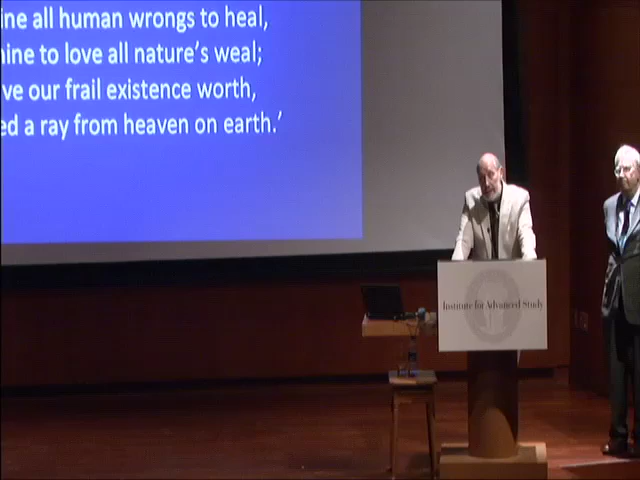 ine all human wrongs to heal,
nine to love all nature's weal;
ve our frail existence worth,
ed a ray from heaven on earth.'
Institute for Advanced Study